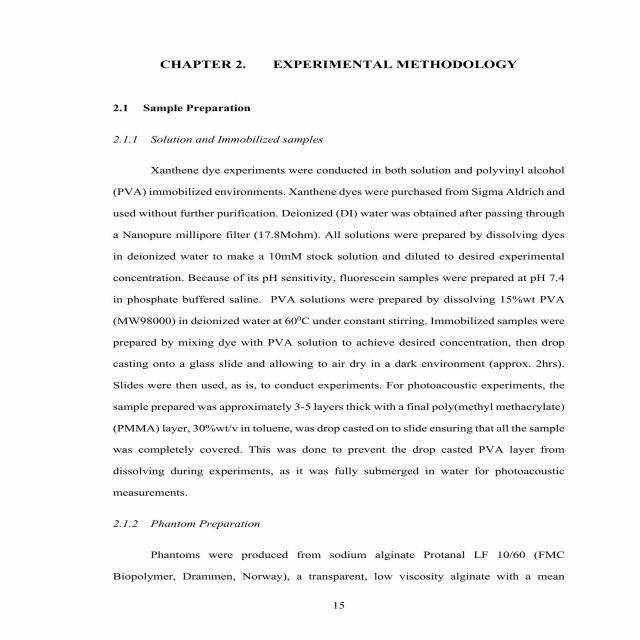 CHAPTER 2. EXPERIMENTAL METHODOLOGY
2.1 Sample Preparation
2.1.1 Solution and Immobilized samples
Xanthene dye experiments were conducted in both solution and polyvinyl alcohol
(PVA) immobilized environments. Xanthene dyes were purchased from Sigma Aldrich and
used without further purification. Deionized (DI) water was obtained after passing through
a Nanopure millipore filter (17.8Mohm). All solutions were prepared by dissolving dyes
in deionized water to make a 10mM stock solution and diluted to desired experimental
concentration. Because of its pH sensitivity, fluorescein samples were prepared at pH 7.4
in phosphate buffered saline. PVA solutions were prepared by dissolving 15%wt PVA
(MW98000) in deionized water at 60⁰C under constant stirring. Immobilized samples were
prepared by mixing dye with PVA solution to achieve desired concentration, then drop
casting onto a glass slide and allowing to air dry in a dark environment (approx. 2hrs).
Slides were then used, as is, to conduct experiments. For photoacoustic experiments, the
sample prepared was approximately 3-5 layers thick with a final poly(methyl methacrylate)
(PMMA) layer, 30%wt/v in toluene, was drop casted on to slide ensuring that all the sample
was completely covered. This was done to prevent the drop casted PVA layer from
dissolving during experiments, as it was fully submerged in water for photoacoustic
measurements.
2.1.2 Phantom Preparation
Phantoms were produced from sodium alginate Protanal LF 10/60 (FMC
Biopolymer, Drammen, Norway), a transparent, low viscosity alginate with a mean
15